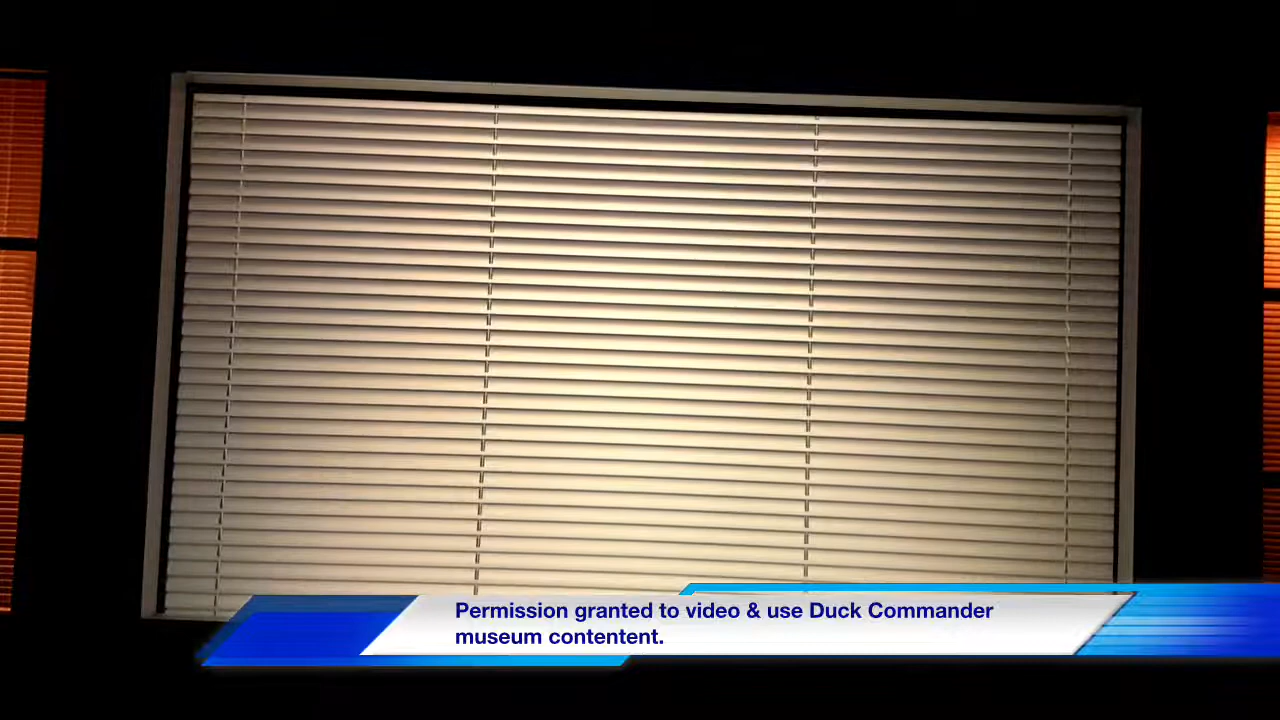 Permission granted to video & use Duck Commander
museum contentent.